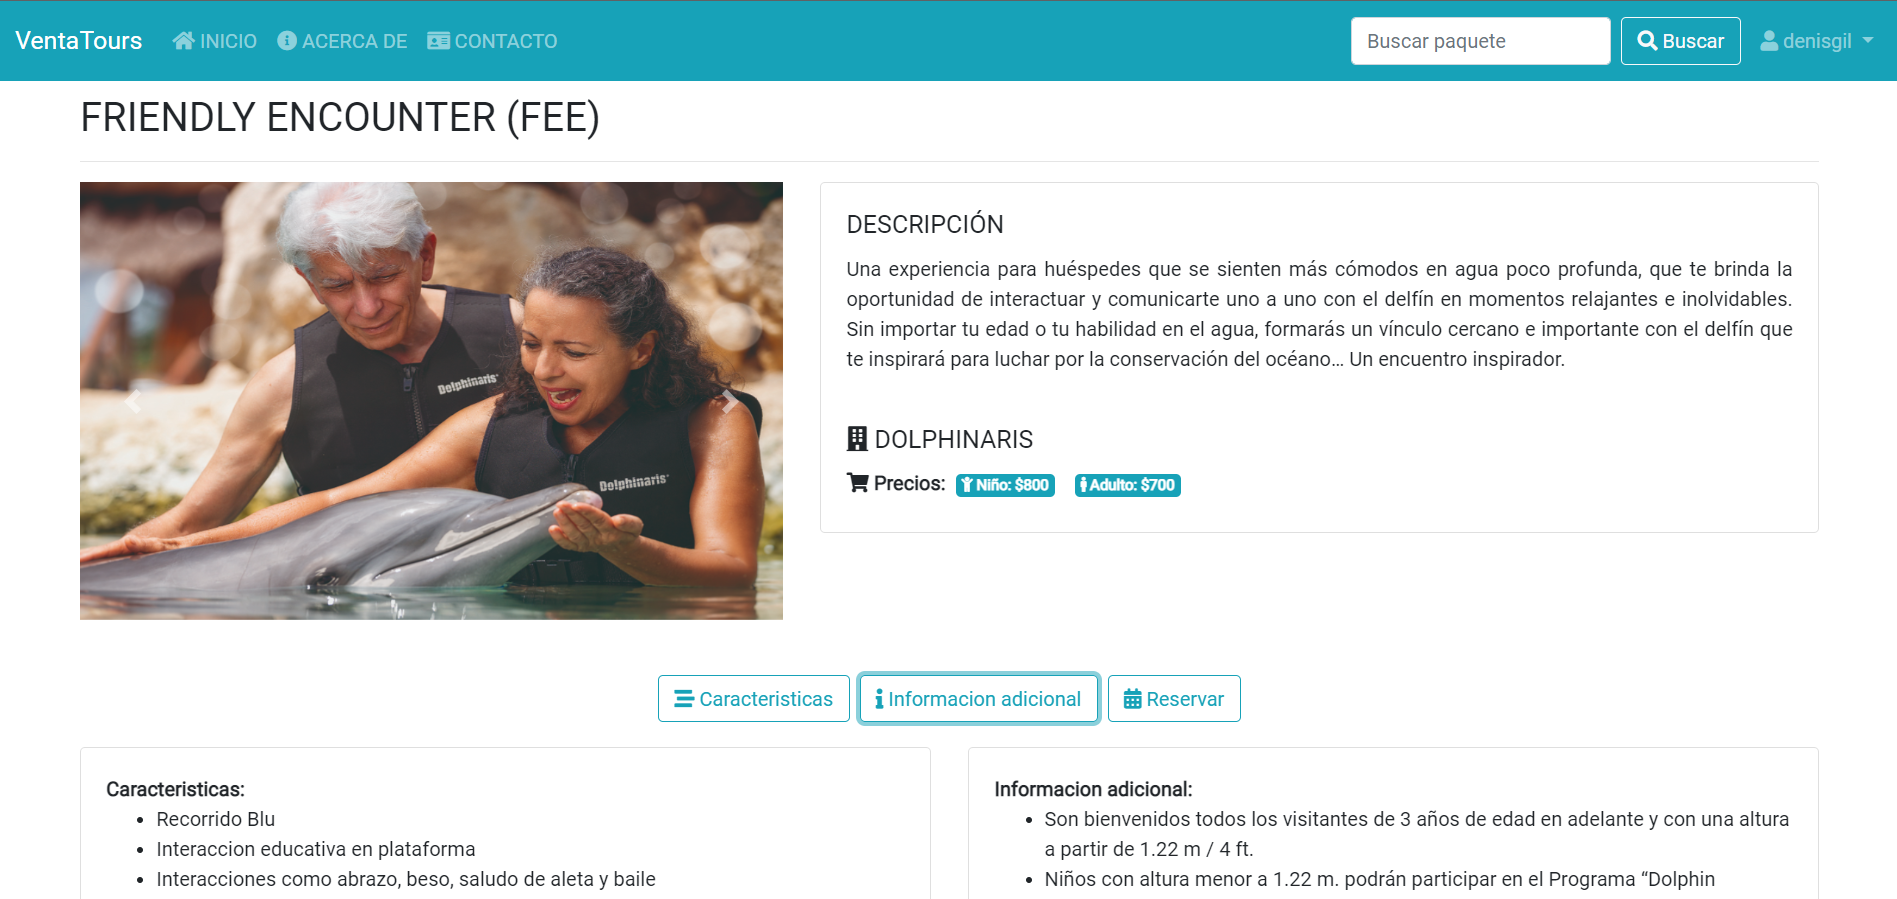 VentaTours INICIO ACERCA DE CONTACTO Buscar paquete Buscar denisgil
FRIENDLY ENCOUNTER (FEE)
Dolphinaris
Dolphinaris
DESCRIPCIÓN
Una experiencia para huéspedes que se sienten más cómodos en agua poco profunda, que te brinda la
oportunidad de interactuar y comunicarte uno a uno con el delfín en momentos relajantes e inolvidables.
Sin importar tu edad o tu habilidad en el agua, formarás un vínculo cercano e importante con el delfín que
te inspirará para luchar por la conservación del océano... Un encuentro inspirador.
DOLPHINARIS
Precios: Niño: $800 Adulto: $700
Caracteristicas Informacion adicional Reservar
Caracteristicas:
• Recorrido Blu
• Interaccion educativa en plataforma
• Interacciones como abrazo, beso, saludo de aleta y baile
Informacion adicional:
• Son bienvenidos todos los visitantes de 3 años de edad en adelante y con una altura
a partir de 1.22 m / 4 ft.
• Niños con altura menor a 1.22 m. podrán participar en el Programa “Dolphin